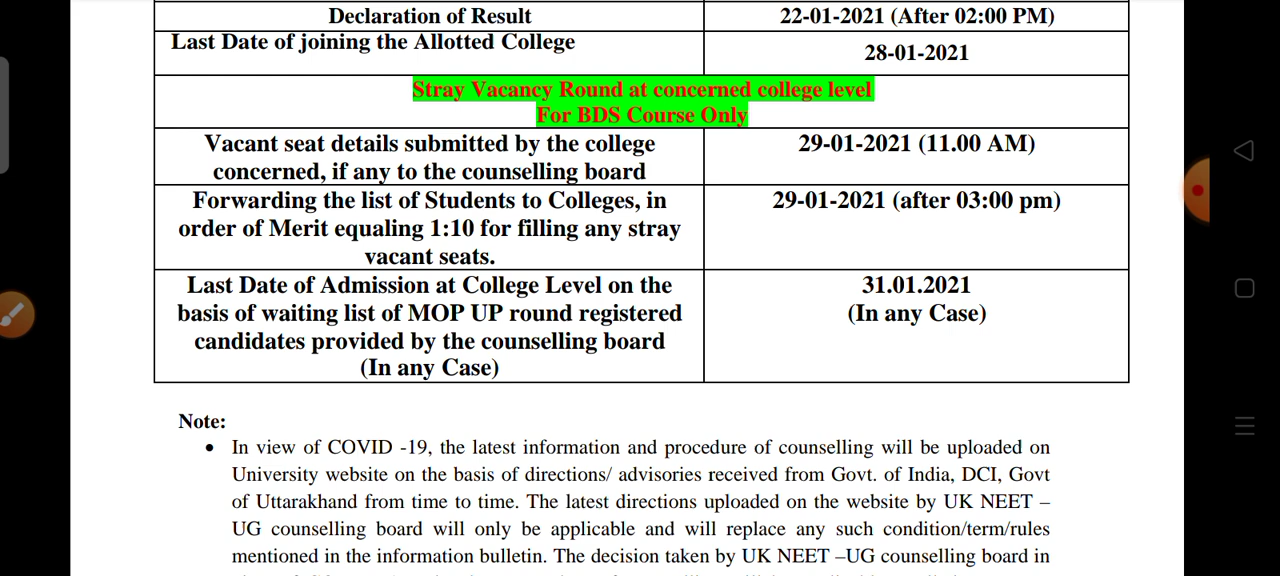 Declaration of Result
22-01-2021 (After 02:00 PM)
Last Date of joining the Allotted College
28-01-2021
Stray Vacancy Round at concerned college level
For BDS Course Only
Vacant seat details submitted by the college
concerned, if any to the counselling board
29-01-2021 (11.00 AM)
Forwarding the list of Students to Colleges, in
order of Merit equaling 1:10 for filling any stray
vacant seats.
29-01-2021 (after 03:00 pm)
Last Date of Admission at College Level on the
basis of waiting list of MOP UP round registered
candidates provided by the counselling board
(In any Case)
31.01.2021
(In any Case)
Note:
• In view of COVID -19, the latest information and procedure of counselling will be uploaded on
University website on the basis of directions/ advisories received from Govt. of India, DCI, Govt
of Uttarakhand from time to time. The latest directions uploaded on the website by UK NEET –
UG counselling board will only be applicable and will replace any such condition/term/rules
mentioned in the information bulletin. The decision taken by UK NEET –UG counselling board in